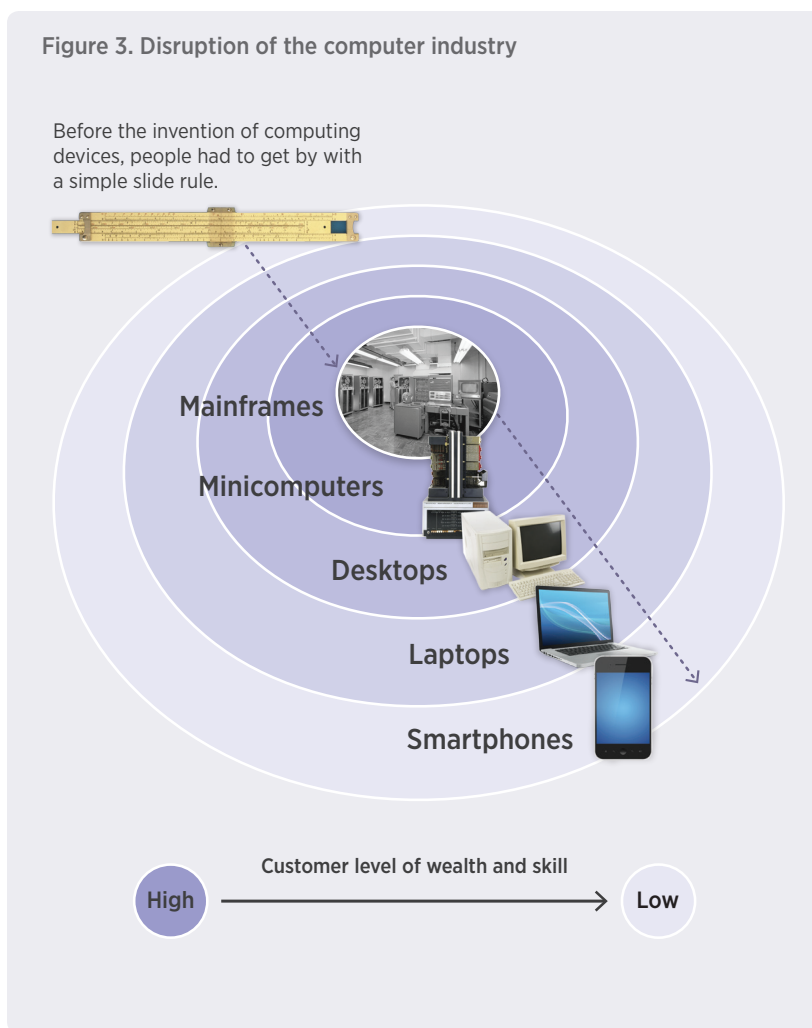 Figure 3. Disruption of the computer industry
Before the invention of computing
devices, people had to get by with
a simple slide rule.
Mainframes
Minicomputers
Desktops
Laptops
Smartphones
Customer level of wealth and skill
High
Low